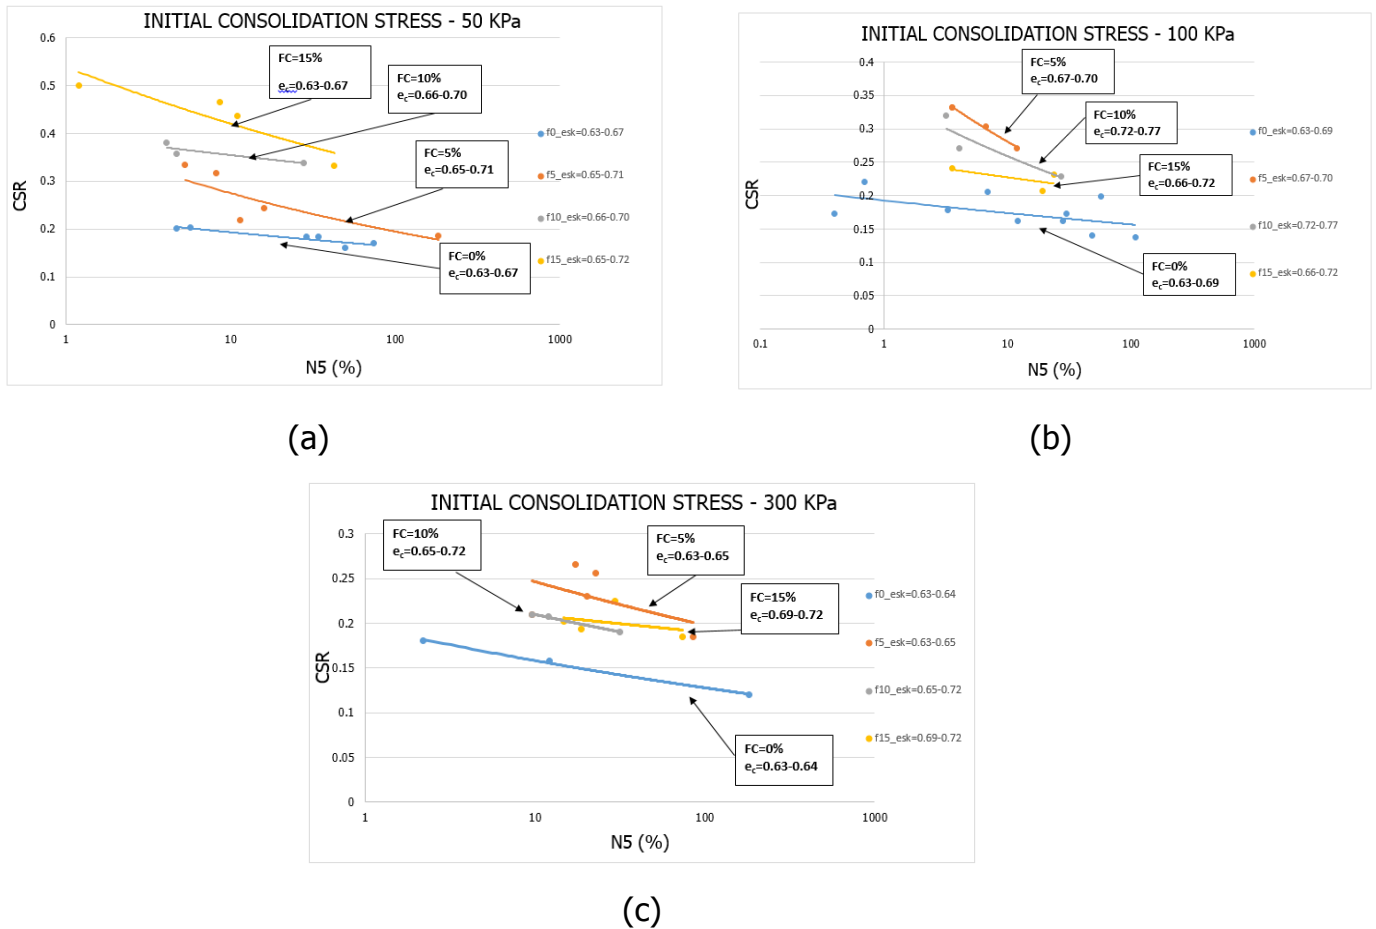 INITIAL CONSOLIDATION STRESS - 50 KPa
0.6
0.5
0.4
0.3
0.2
0.1
0
CSR
1
10
100
1000
N5 (%)
FC=15%
ec=0.63-0.67
FC=10%
ec=0.66-0.70
FC=5%
ec=0.65-0.71
FC=0%
ec=0.63-0.67
f0_esk=0.63-0.67
f5_esk=0.65-0.71
f10_esk=0.66-0.70
f15_esk=0.65-0.72
(a)
INITIAL CONSOLIDATION STRESS - 100 KPa
0.4
0.35
0.3
0.25
0.2
0.15
0.1
0.05
0
CSR
0.1
1
10
100
1000
N5 (%)
FC=5%
ec=0.67-0.70
FC=10%
ec=0.72-0.77
FC=15%
ec=0.66-0.72
FC=0%
ec=0.63-0.69
f0_esk=0.63-0.69
f5_esk=0.67-0.70
f10_esk=0.72-0.77
f15_esk=0.66-0.72
(b)
INITIAL CONSOLIDATION STRESS - 300 KPa
0.3
0.25
0.2
0.15
0.1
0.05
0
CSR
1
10
100
1000
N5 (%)
FC=10%
ec=0.65-0.72
FC=5%
ec=0.63-0.65
FC=15%
ec=0.69-0.72
FC=0%
ec=0.63-0.64
f0_esk=0.63-0.64
f5_esk=0.63-0.65
f10_esk=0.65-0.72
f15_esk=0.69-0.72
(c)